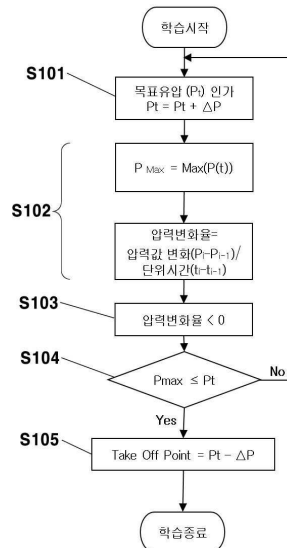 학습시작
S101
목표유압 (Pt) 인가
Pt = Pt + △P
P Max = Max(P(t))
S102
압력변화율=
압력값 변화(Pi-Pi-1)/
단위시간(ti-ti-1)
S103
압력변화율 < 0
S104
Pmax ≤ Pt
No
Yes
S105
Take Off Point = Pt - △P
학습종료